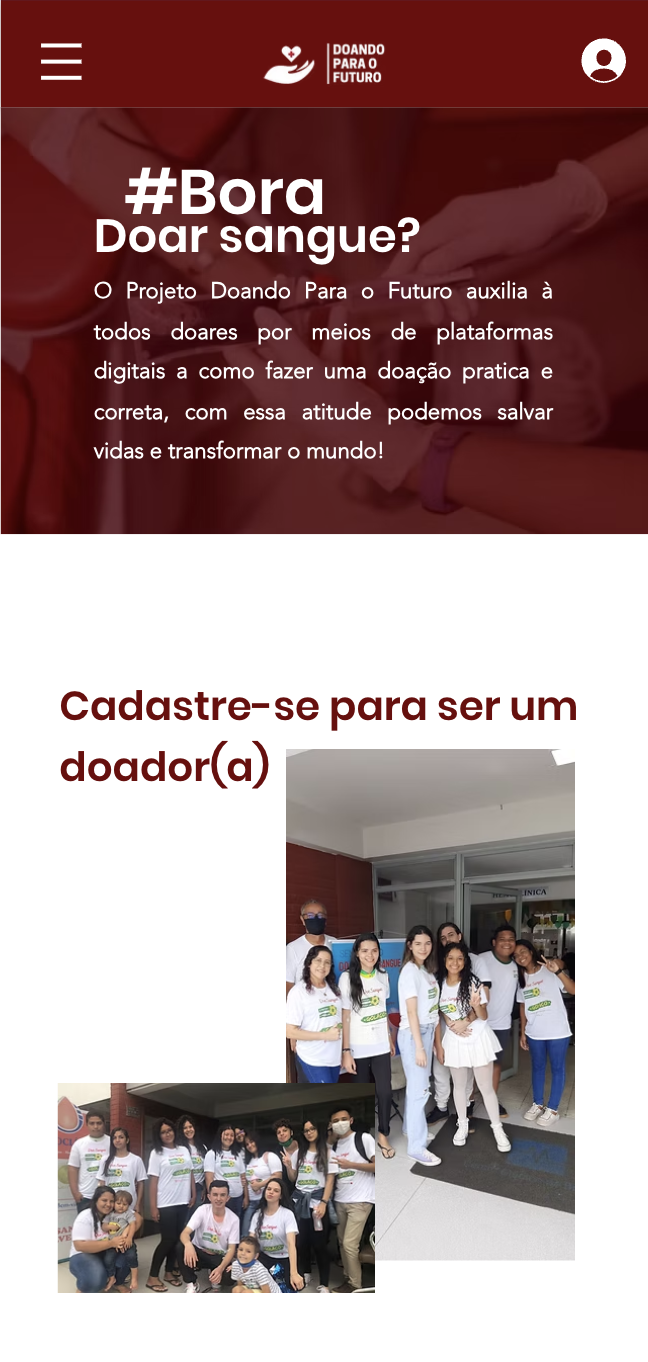 DOANDO
PARA O
FUTURO
#Bora
Doar sangue?
O Projeto Doando Para o Futuro auxilia à
todos doares por meios de plataformas
digitais a como fazer uma doação pratica e
correta, com essa atitude podemos salvar
vidas e transformar o mundo!
Cadastre-se para ser um
doador(a)